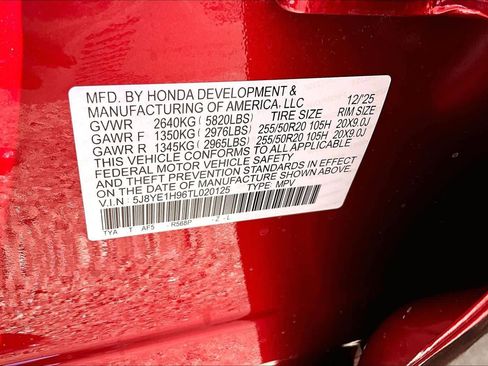 MFD. BY HONDA DEVELOPMENT &
MANUFACTURING OF AMERICA, LLC 12/25
GVWR 2640KG ( 5820LBS) TIRE SIZE RIM SIZE
GAWR F 1350KG ( 2976LBS) 255/50R20 105H 20X9.0J
GAWR R 1345KG ( 2965LBS) 255/50R20 105H 20X9.0J
THIS VEHICLE CONFORMS TO ALL APPLICABLE
FEDERAL MOTOR VEHICLE SAFETY
STANDARDS IN EFFECT ON THE DATE OF
MANUFACTURE SHOWN ABOVE.
V.I.N : 5J8YE1H96TL020125 TYPE: MPV
TYA T AF5 R568P -Z -L